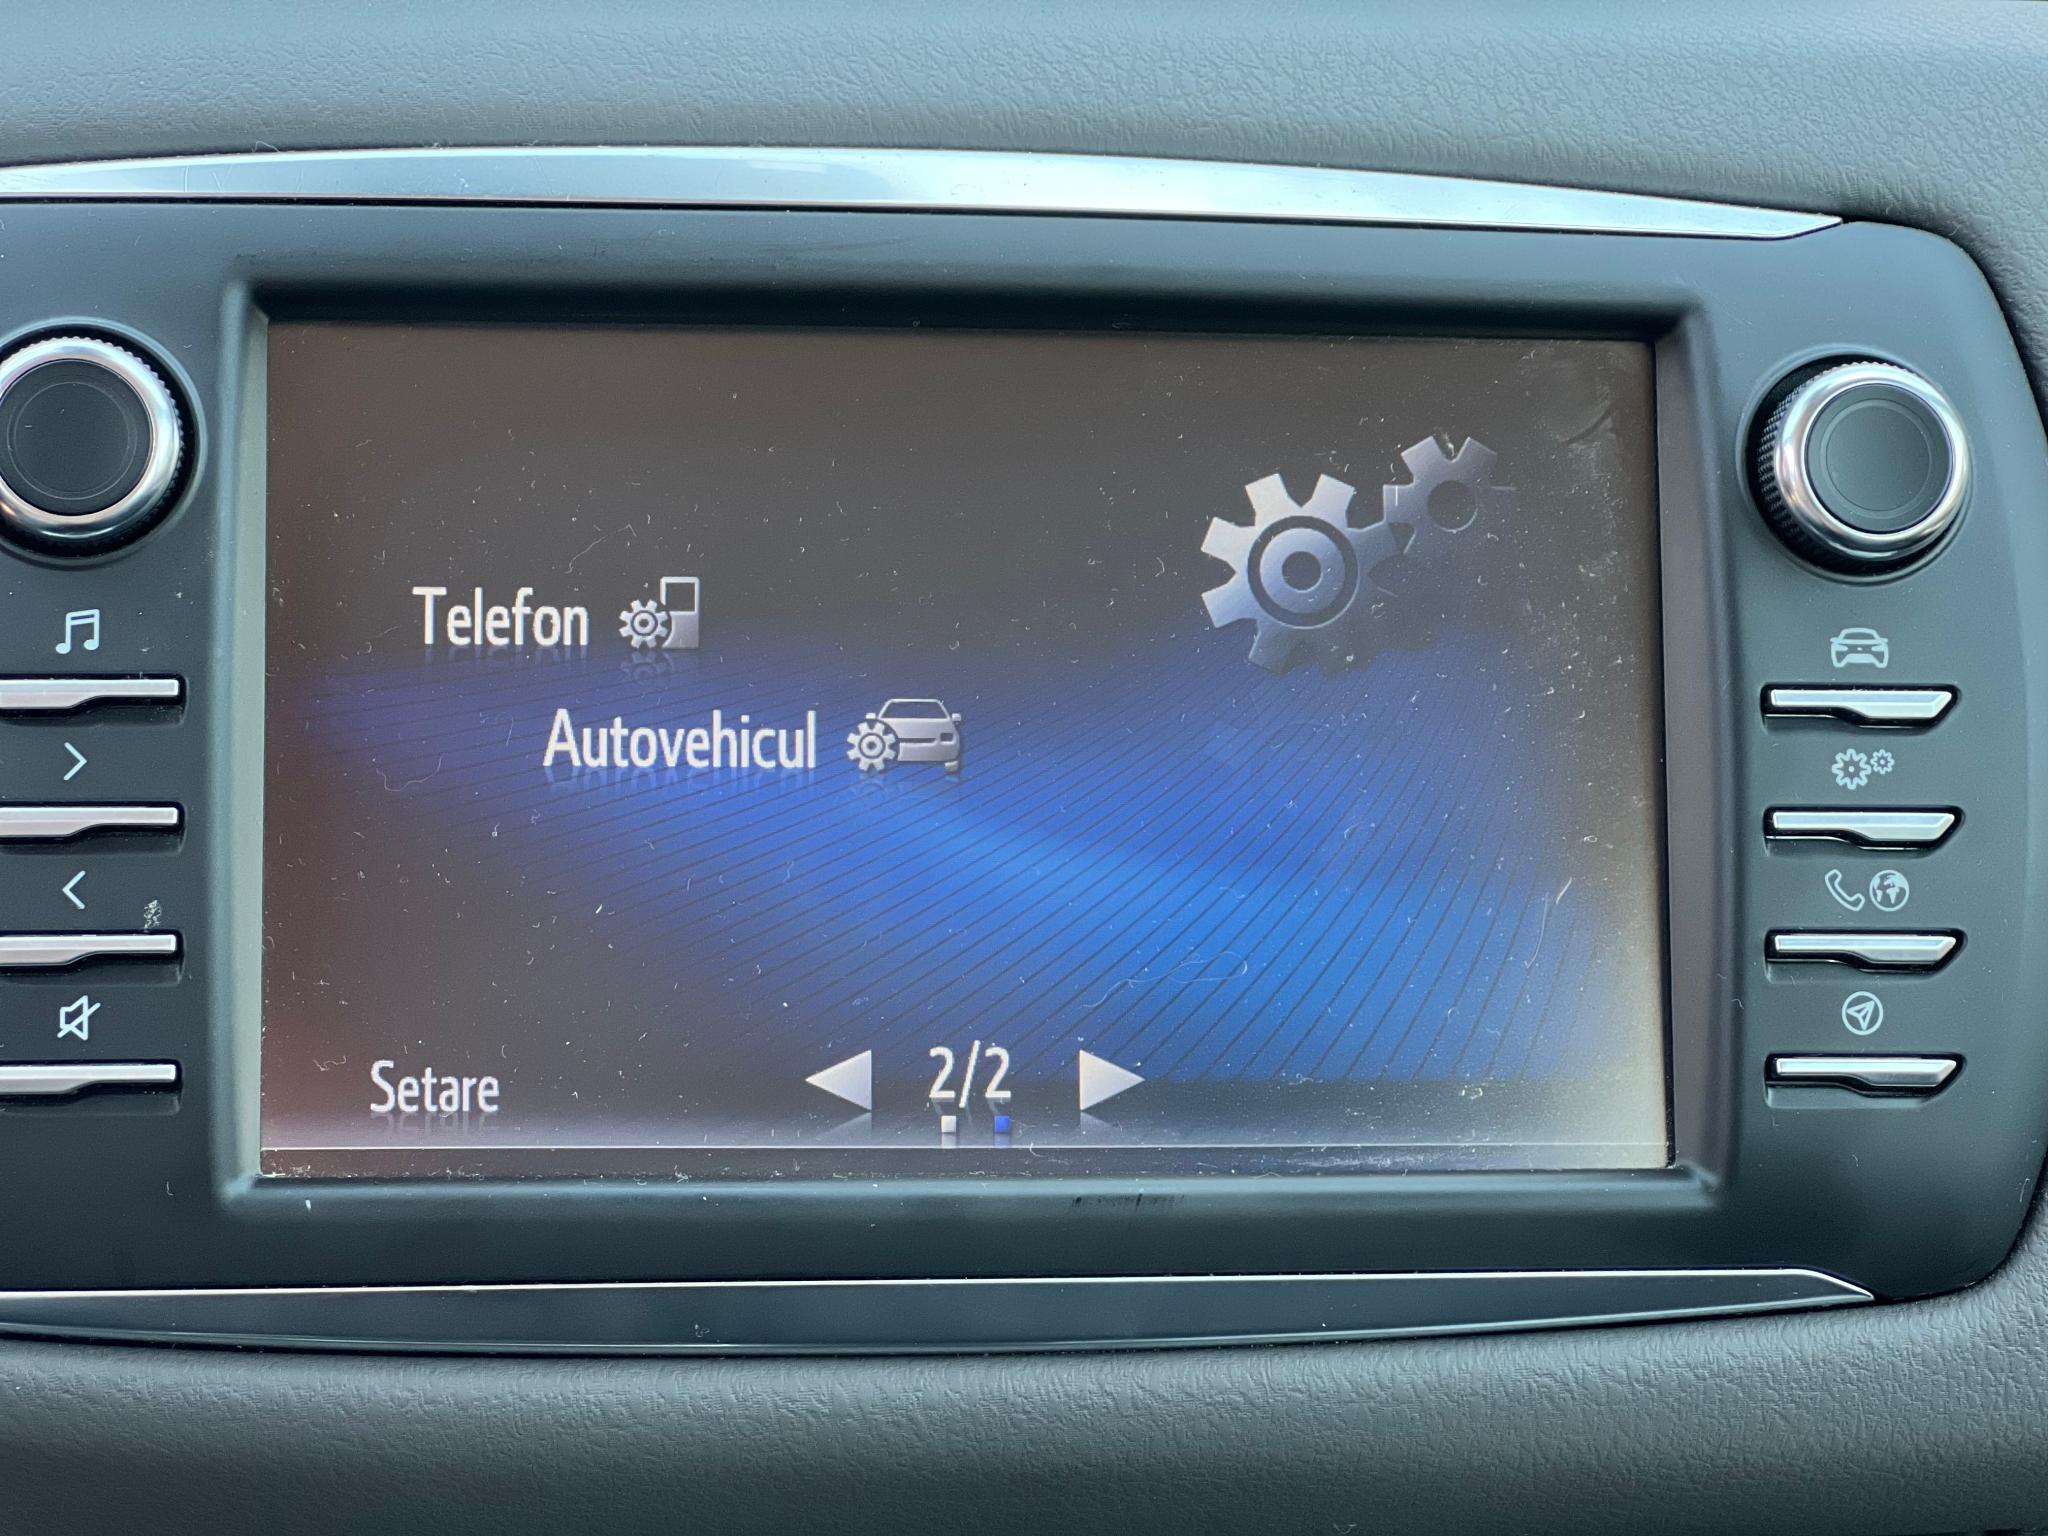 Telefon
Autovehicul
Setare
2/2